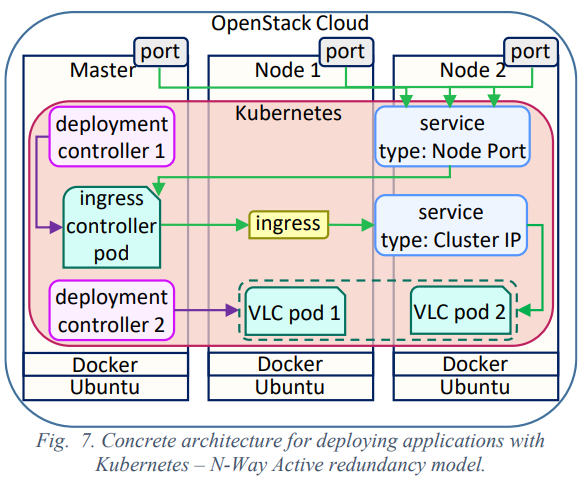 OpenStack Cloud
port
port
port
Master
Node 1
Node 2
Kubernetes
deployment
controller 1
service
type: Node Port
ingress
controller
pod
ingress
service
type: Cluster IP
deployment
controller 2
VLC pod 1
VLC pod 2
Docker
Docker
Docker
Ubuntu
Ubuntu
Ubuntu
Fig. 7. Concrete architecture for deploying applications with
Kubernetes – N-Way Active redundancy model.